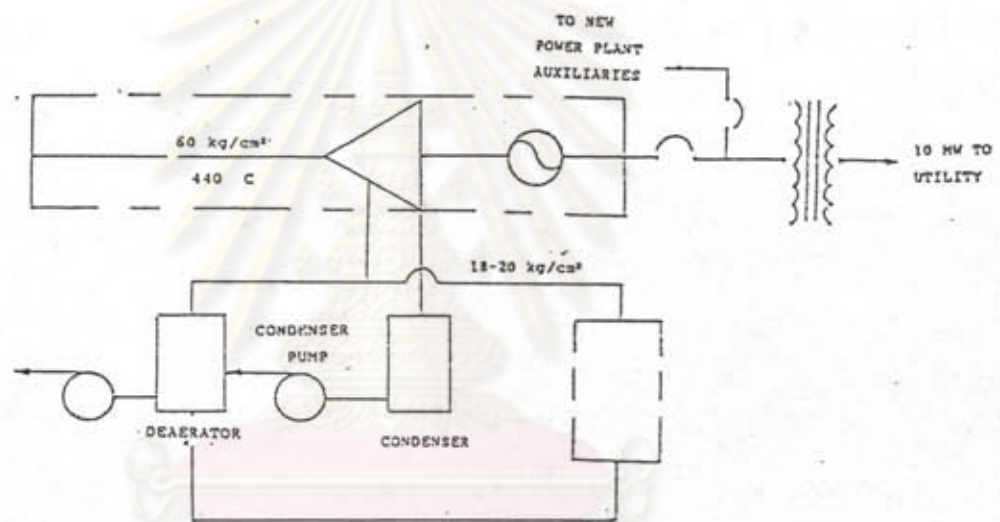 TO NEW
POWER PLANT
AUXILIARIES
60 kg/cm²
440 C
10 MW TO
UTILITY
18-20 kg/cm²
CONDENSER
PUMP
DEAERATOR
CONDENSER